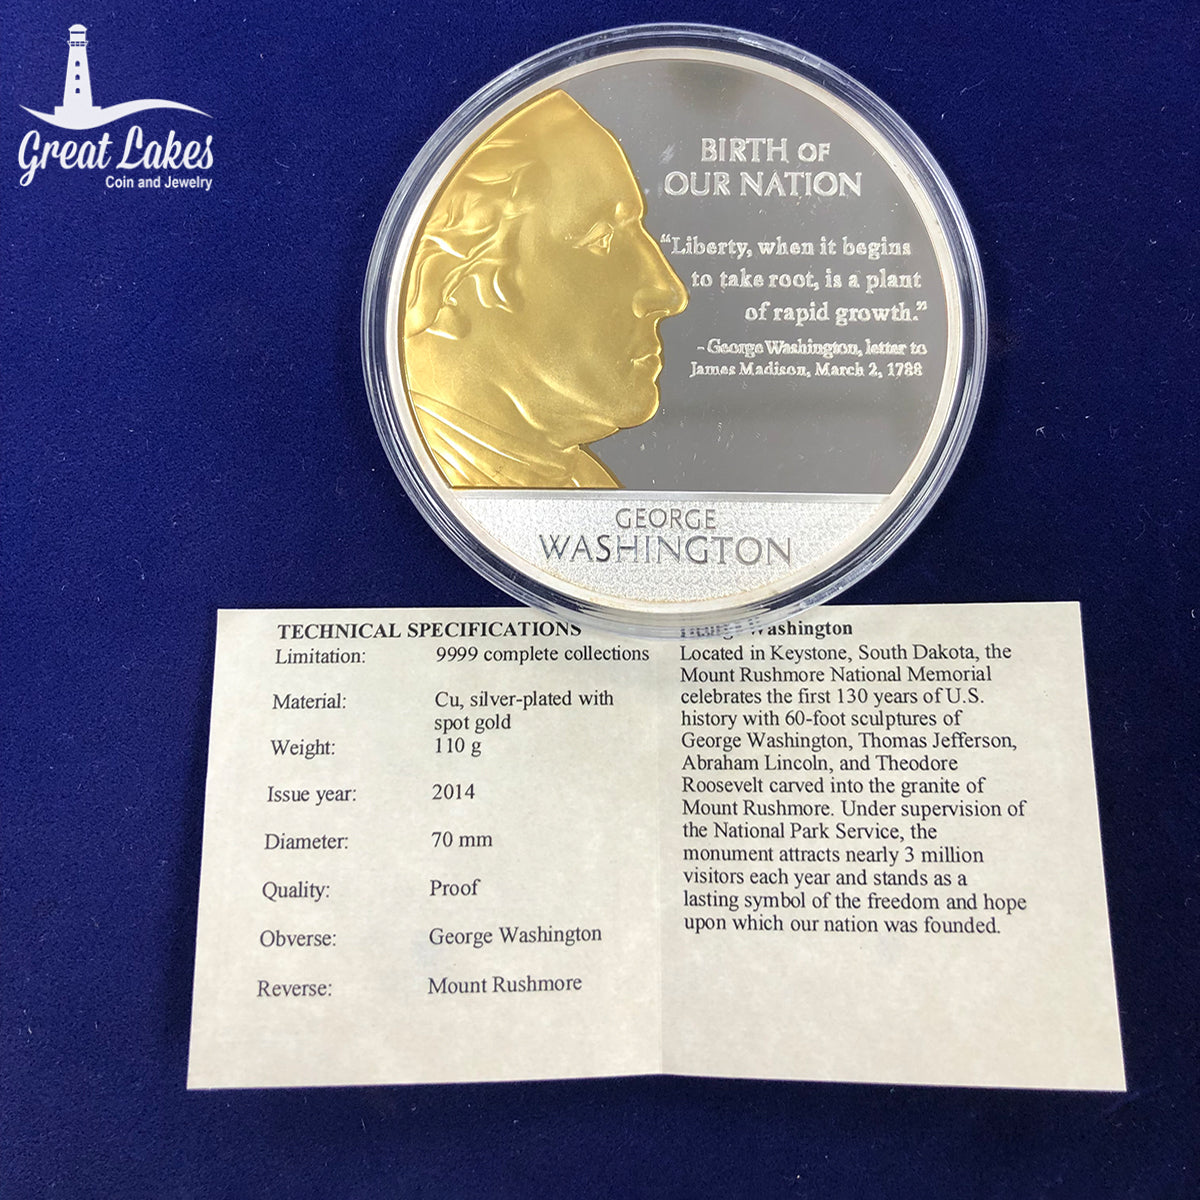 Great Lakes
Coin and Jewelry
BIRTH OF
OUR NATION
“Liberty, when it begins
to take root, is a plant
of rapid growth.”
- George Washington, letter to
James Madison, March 2, 1788
GEORGE
WASHINGTON
TECHNICAL SPECIFICATIONS
Limitation: 9999 complete collections
Material: Cu, silver-plated with
spot gold
Weight: 110 g
Issue year: 2014
Diameter: 70 mm
Quality: Proof
Obverse: George Washington
Reverse: Mount Rushmore
Washington
Located in Keystone, South Dakota, the
Mount Rushmore National Memorial
celebrates the first 130 years of U.S.
history with 60-foot sculptures of
George Washington, Thomas Jefferson,
Abraham Lincoln, and Theodore
Roosevelt carved into the granite of
Mount Rushmore. Under supervision of
the National Park Service, the
monument attracts nearly 3 million
visitors each year and stands as a
lasting symbol of the freedom and hope
upon which our nation was founded.